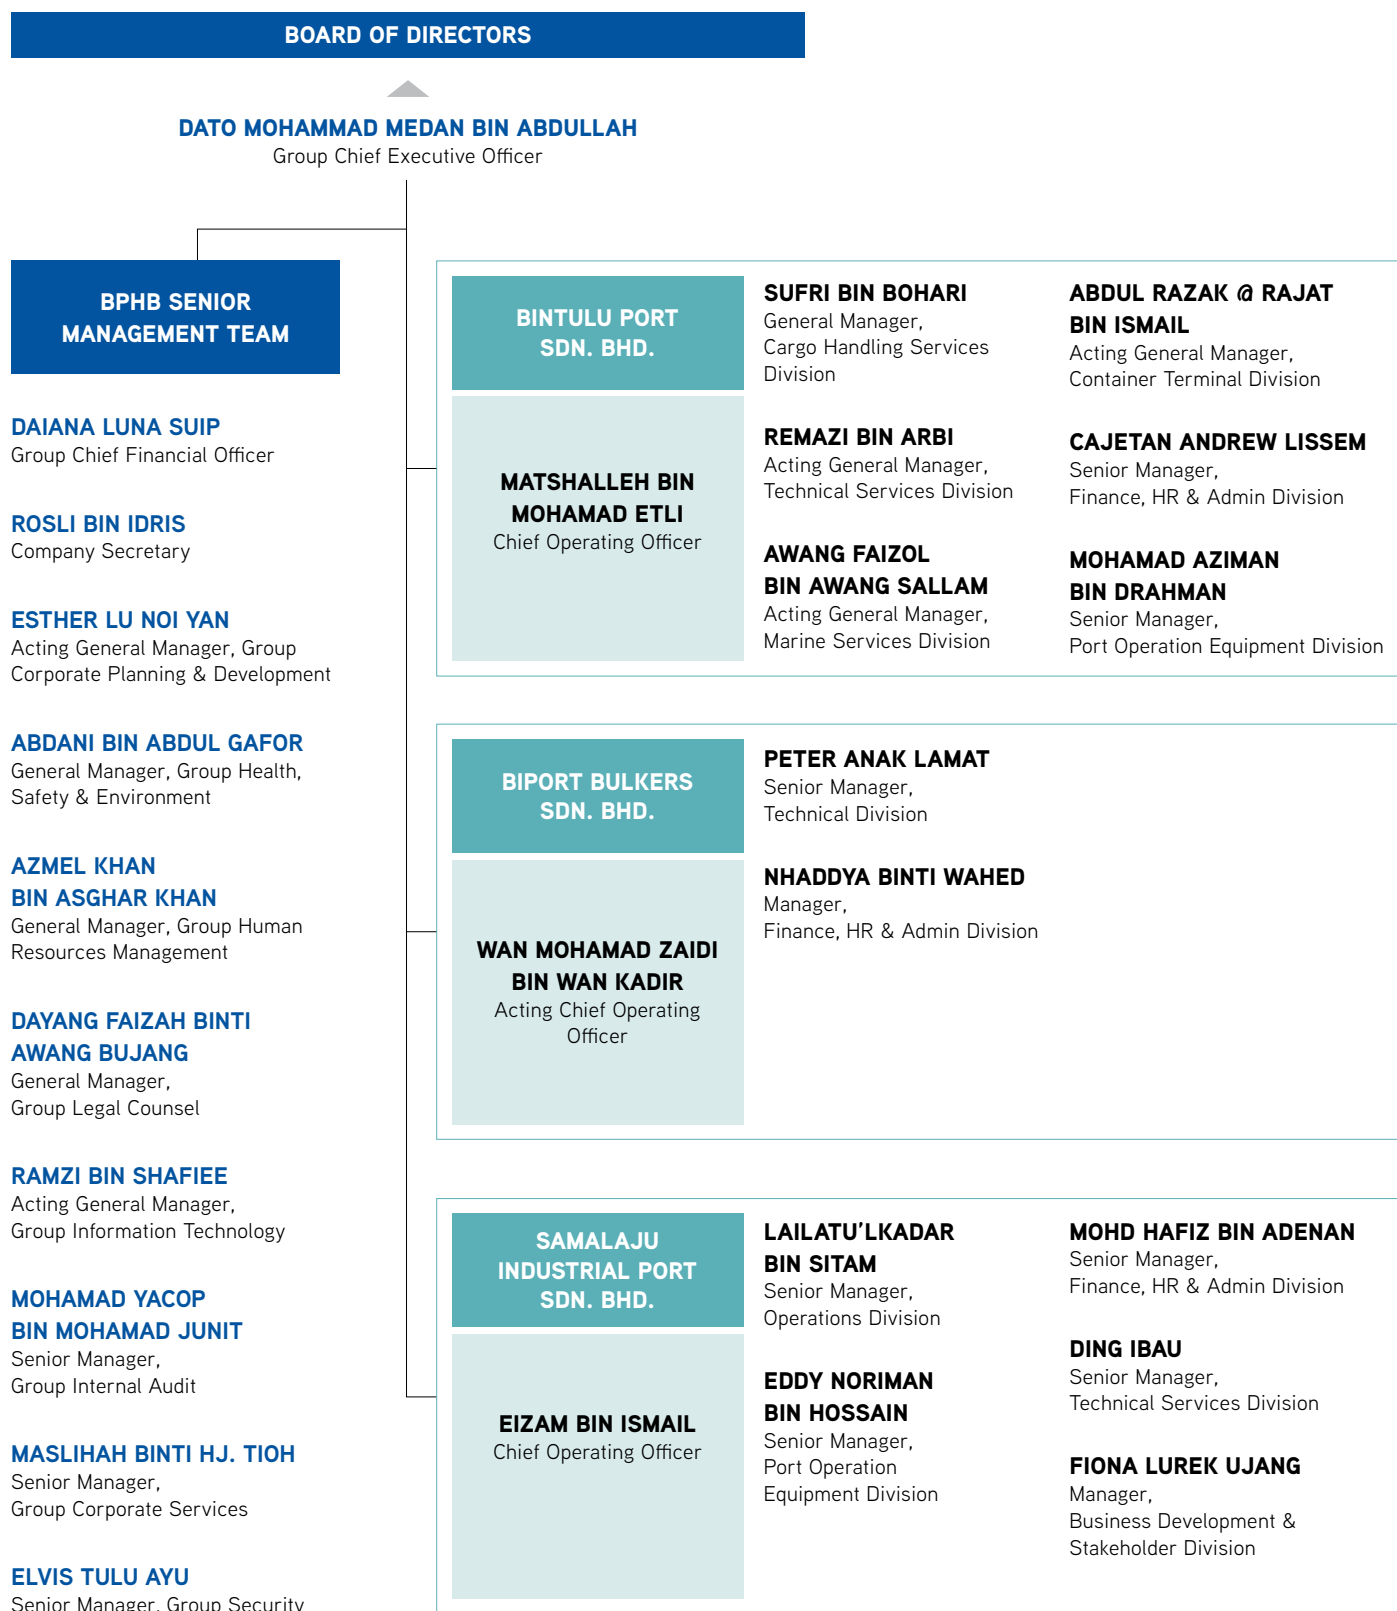 BOARD OF DIRECTORS
DATO MOHAMMAD MEDAN BIN ABDULLAH
Group Chief Executive Officer
BPHB SENIOR
MANAGEMENT TEAM
DAIANA LUNA SUIP
Group Chief Financial Officer
ROSLI BIN IDRIS
Company Secretary
ESTHER LU NOI YAN
Acting General Manager, Group
Corporate Planning & Development
ABDANI BIN ABDUL GAFOR
General Manager, Group Health,
Safety & Environment
AZMEL KHAN
BIN ASGHAR KHAN
General Manager, Group Human
Resources Management
DAYANG FAIZAH BINTI
AWANG BUJANG
General Manager,
Group Legal Counsel
RAMZI BIN SHAFIEE
Acting General Manager,
Group Information Technology
MOHAMAD YACOP
BIN MOHAMAD JUNIT
Senior Manager,
Group Internal Audit
MASLIHAH BINTI HJ. TIOH
Senior Manager,
Group Corporate Services
ELVIS TULU AYU
Senior Manager, Group Security
BINTULU PORT
SDN. BHD.
MATSHALLEH BIN
MOHAMAD ETLI
Chief Operating Officer
SUFRI BIN BOHARI
General Manager,
Cargo Handling Services
Division
REMAZI BIN ARBI
Acting General Manager,
Technical Services Division
AWANG FAIZOL
BIN AWANG SALLAM
Acting General Manager,
Marine Services Division
ABDUL RAZAK @ RAJAT
BIN ISMAIL
Acting General Manager,
Container Terminal Division
CAJETAN ANDREW LISSEM
Senior Manager,
Finance, HR & Admin Division
MOHAMAD AZIMAN
BIN DRAHMAN
Senior Manager,
Port Operation Equipment Division
BIPORT BULKERS
SDN. BHD.
WAN MOHAMAD ZAIDI
BIN WAN KADIR
Acting Chief Operating
Officer
PETER ANAK LAMAT
Senior Manager,
Technical Division
NHADDYA BINTI WAHED
Manager,
Finance, HR & Admin Division
SAMALAJU
INDUSTRIAL PORT
SDN. BHD.
EIZAM BIN ISMAIL
Chief Operating Officer
LAILATU'LKADAR
BIN SITAM
Senior Manager,
Operations Division
EDDY NORIMAN
BIN HOSSAIN
Senior Manager,
Port Operation
Equipment Division
MOHD HAFIZ BIN ADENAN
Senior Manager,
Finance, HR & Admin Division
DING IBAU
Senior Manager,
Technical Services Division
FIONA LUREK UJANG
Manager,
Business Development &
Stakeholder Division